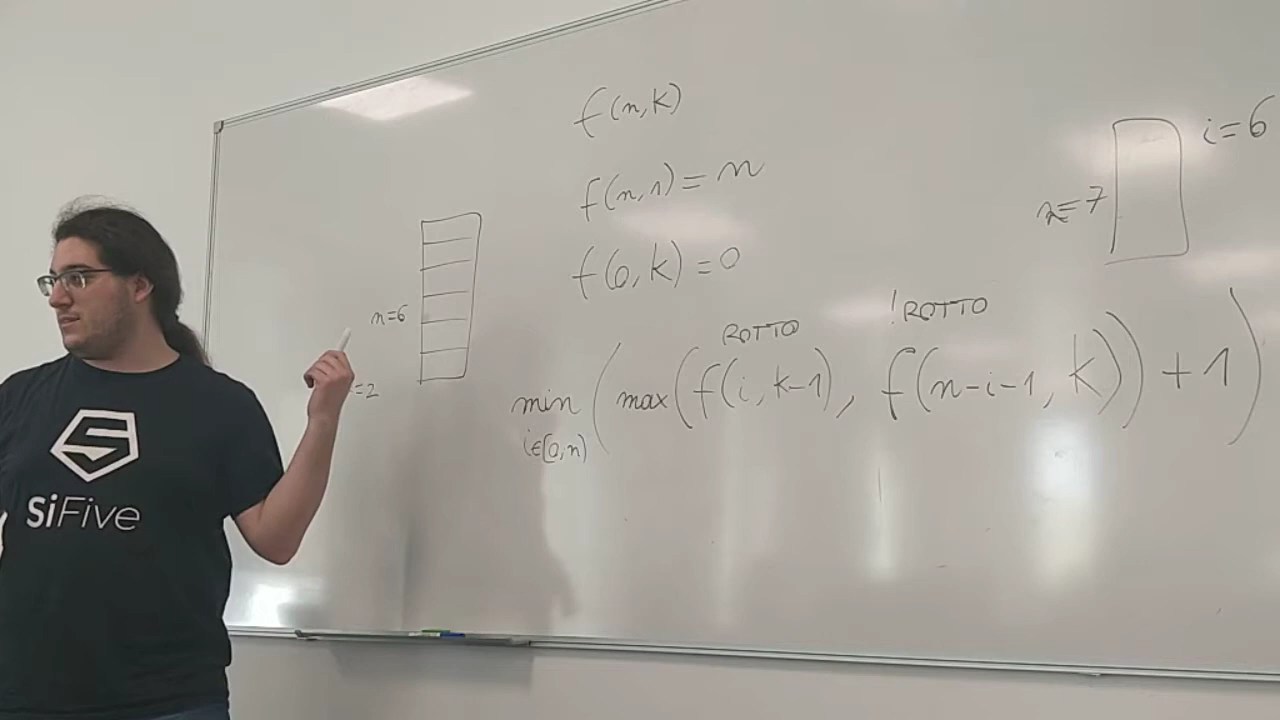 f(n,k)
f(n,1)=n
f(0,k)=0
n=6
=2
i=6
n=7
ROTTO
!ROTTO
min(max(f(i,k-1), f(n-i-1,k))+1)
i∈[0,n)
SiFive